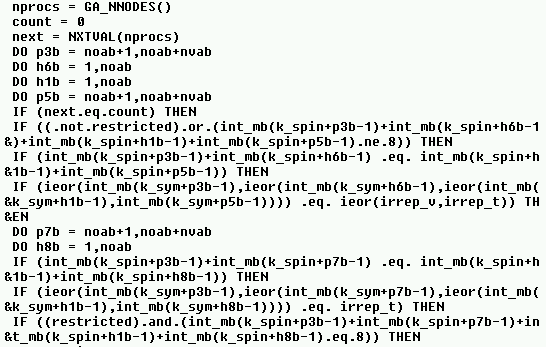 nprocs = GA_NNODES()
count = 0
next = NXTVAL(nprocs)
DO p3b = noab+1,noab+nvab
DO h6b = 1,noab
DO h1b = 1,noab
DO p5b = noab+1,noab+nvab
IF (next.eq.count) THEN
IF ((.not.restricted).or.(int_mb(k_spin+p3b-1)+int_mb(k_spin+h6b-1
&)+int_mb(k_spin+h1b-1)+int_mb(k_spin+p5b-1).ne.8)) THEN
IF (int_mb(k_spin+p3b-1)+int_mb(k_spin+h6b-1) .eq. int_mb(k_spin+h
&1b-1)+int_mb(k_spin+p5b-1)) THEN
IF (ieor(int_mb(k_sym+p3b-1),ieor(int_mb(k_sym+h6b-1),ieor(int_mb(
&k_sym+h1b-1),int_mb(k_sym+p5b-1)))) .eq. ieor(irrep_v,irrep_t)) TH
&EN
DO p7b = noab+1,noab+nvab
DO h8b = 1,noab
IF (int_mb(k_spin+p3b-1)+int_mb(k_spin+p7b-1) .eq. int_mb(k_spin+h
&1b-1)+int_mb(k_spin+h8b-1)) THEN
IF (ieor(int_mb(k_sym+p3b-1),ieor(int_mb(k_sym+p7b-1),ieor(int_mb(
&k_sym+h1b-1),int_mb(k_sym+h8b-1)))) .eq. irrep_t) THEN
IF ((restricted).and.(int_mb(k_spin+p3b-1)+int_mb(k_spin+p7b-1)+in
&t_mb(k_spin+h1b-1)+int_mb(k_spin+h8b-1).eq.8)) THEN